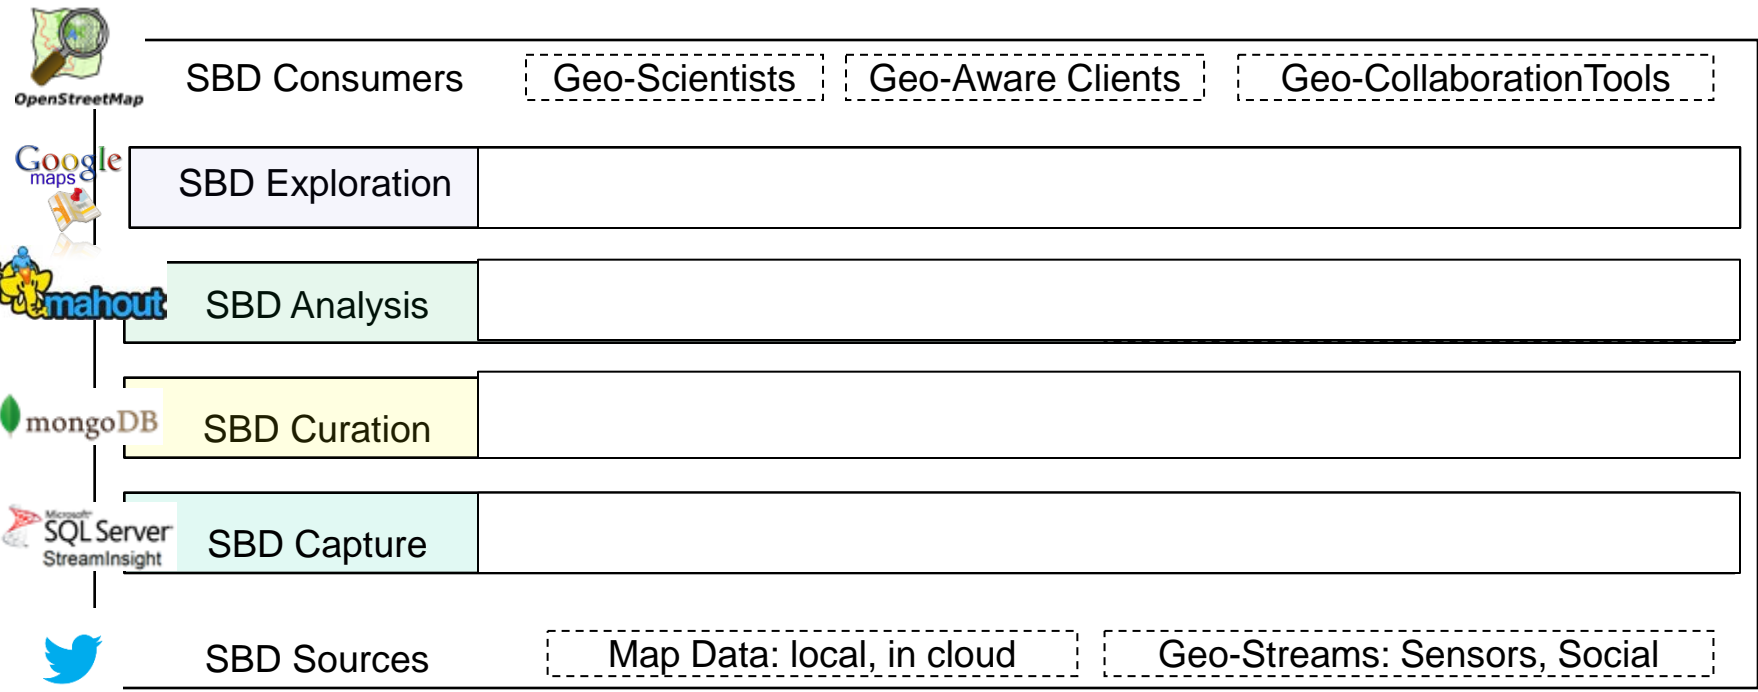 OpenStreetMap
SBD Consumers
Geo-Scientists
Geo-Aware Clients
Geo-CollaborationTools
Google
maps
SBD Exploration
mahout
SBD Analysis
mongoDB
SBD Curation
Microsoft
SQL Server
StreamInsight
SBD Capture
SBD Sources
Map Data: local, in cloud
Geo-Streams: Sensors, Social